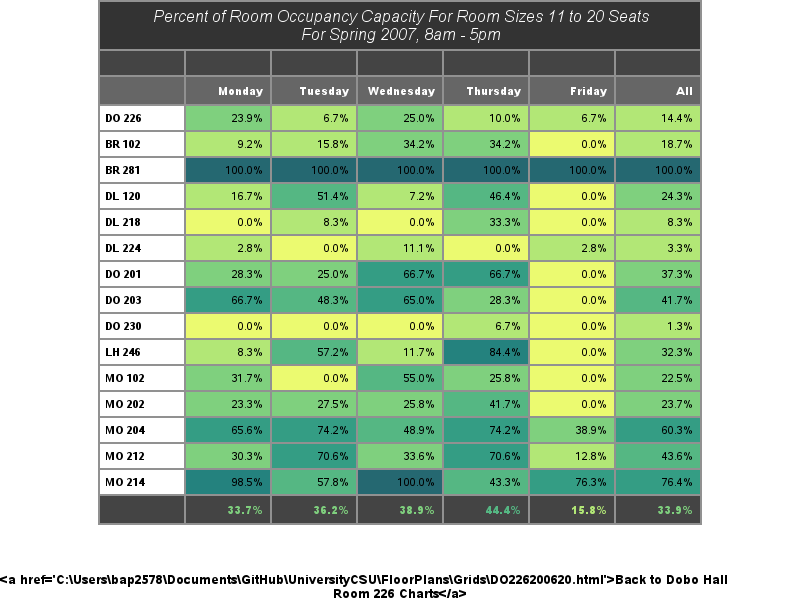 Percent of Room Occupancy Capacity For Room Sizes 11 to 20 Seats
For Spring 2007, 8am - 5pm
Monday Tuesday Wednesday Thursday Friday All
DO 226 23.9% 6.7% 25.0% 10.0% 6.7% 14.4%
BR 102 9.2% 15.8% 34.2% 34.2% 0.0% 18.7%
BR 281 100.0% 100.0% 100.0% 100.0% 100.0% 100.0%
DL 120 16.7% 51.4% 7.2% 46.4% 0.0% 24.3%
DL 218 0.0% 8.3% 0.0% 33.3% 0.0% 8.3%
DL 224 2.8% 0.0% 11.1% 0.0% 2.8% 3.3%
DO 201 28.3% 25.0% 66.7% 66.7% 0.0% 37.3%
DO 203 66.7% 48.3% 65.0% 28.3% 0.0% 41.7%
DO 230 0.0% 0.0% 0.0% 6.7% 0.0% 1.3%
LH 246 8.3% 57.2% 11.7% 84.4% 0.0% 32.3%
MO 102 31.7% 0.0% 55.0% 25.8% 0.0% 22.5%
MO 202 23.3% 27.5% 25.8% 41.7% 0.0% 23.7%
MO 204 65.6% 74.2% 48.9% 74.2% 38.9% 60.3%
MO 212 30.3% 70.6% 33.6% 70.6% 12.8% 43.6%
MO 214 98.5% 57.8% 100.0% 43.3% 76.3% 76.4%
33.7% 36.2% 38.9% 44.4% 15.8% 33.9%
<a href='C:\Users\bap2578\Documents\GitHub\UniversityCSU\FloorPlans\Grids\DO226200620.html'>Back to Dobo Hall
Room 226 Charts</a>